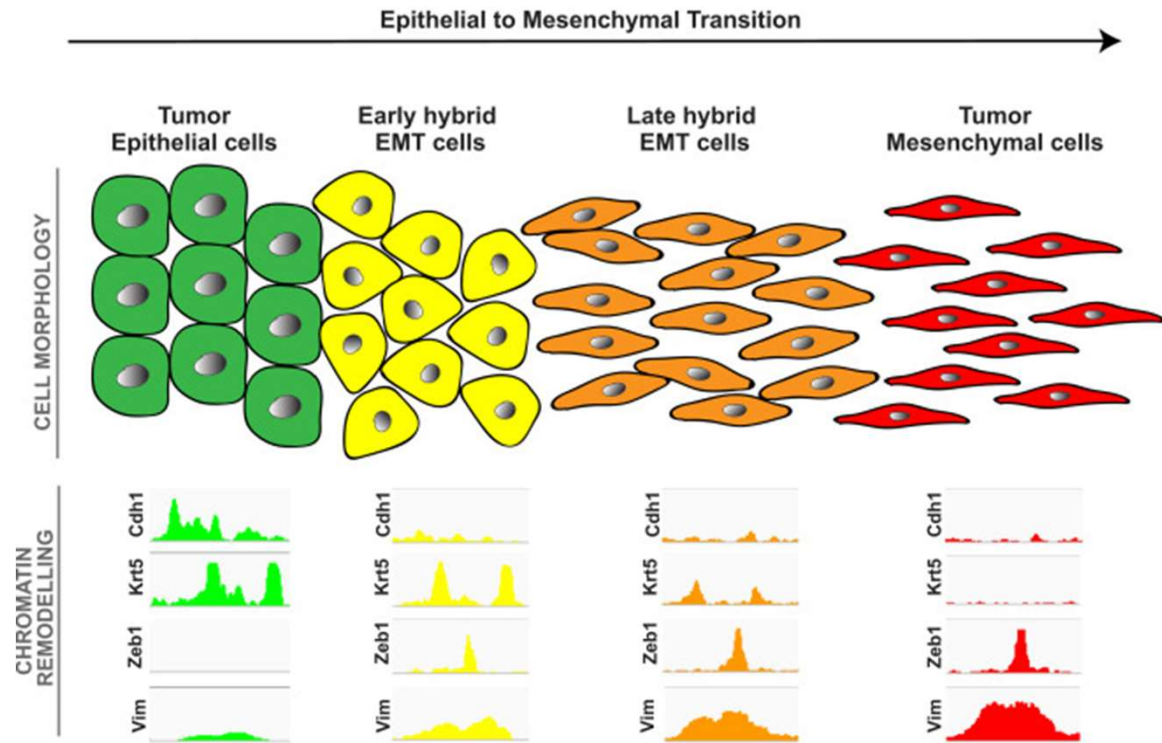 Epithelial to Mesenchymal Transition
Tumor
Epithelial cells
Early hybrid
EMT cells
Late hybrid
EMT cells
Tumor
Mesenchymal cells
CELL MORPHOLOGY
CHROMATIN
REMODELLING
Cdh1
Krt5
Zeb1
Vim
Cdh1
Krt5
Zeb1
Vim
Cdh1
Krt5
Zeb1
Vim
Cdh1
Krt5
Zeb1
Vim